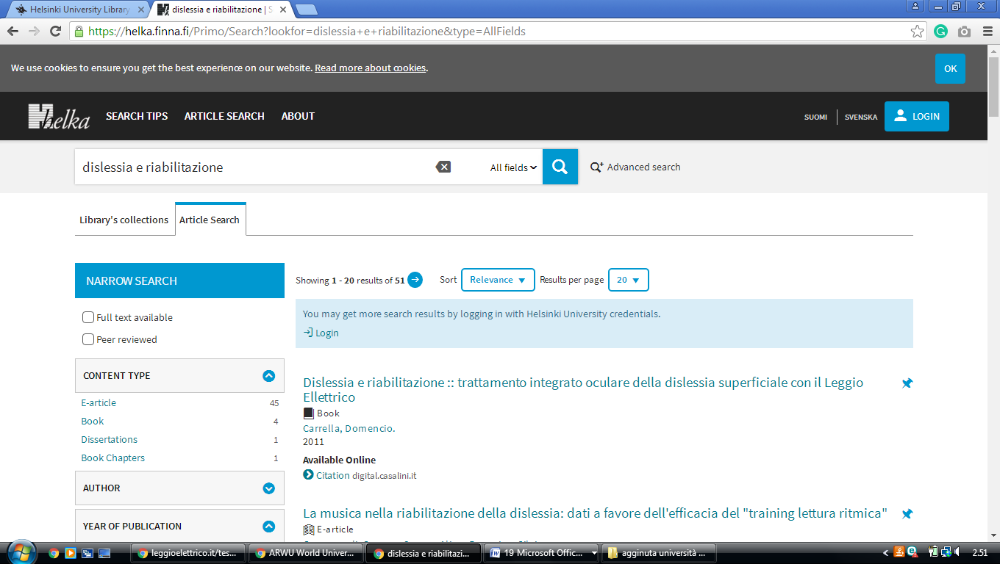 Helsinki University Library
dislessia e riabilitazione | S
https://helka.finna.fi/Primo/Search?lookfor=dislessia+e+riabilitazione&type=AllFields
We use cookies to ensure you get the best experience on our website. Read more about cookies.
OK
Helka
SEARCH TIPS
ARTICLE SEARCH
ABOUT
SUOMI
SVENSKA
LOGIN
dislessia e riabilitazione
All fields
Advanced search
Library's collections
Article Search
NARROW SEARCH
Showing 1 - 20 results of 51
Sort
Relevance
Results per page
20
Full text available
Peer reviewed
You may get more search results by logging in with Helsinki University credentials.
Login
CONTENT TYPE
E-article 45
Book 4
Dissertations 1
Book Chapters 1
AUTHOR
YEAR OF PUBLICATION
Dislessia e riabilitazione :: trattamento integrato oculare della dislessia superficiale con il Leggio
Ellettrico
Book
Carrella, Domencio.
2011
Available Online
Citation digital.casalini.it
La musica nella riabilitazione della dislessia: dati a favore dell'efficacia del "training lettura ritmica"
E-article
leggioelettrico.it/tes...
ARWU World Univer...
dislessia e riabilitazi...
19 Microsoft Offic...
agginuta università ...
2.51